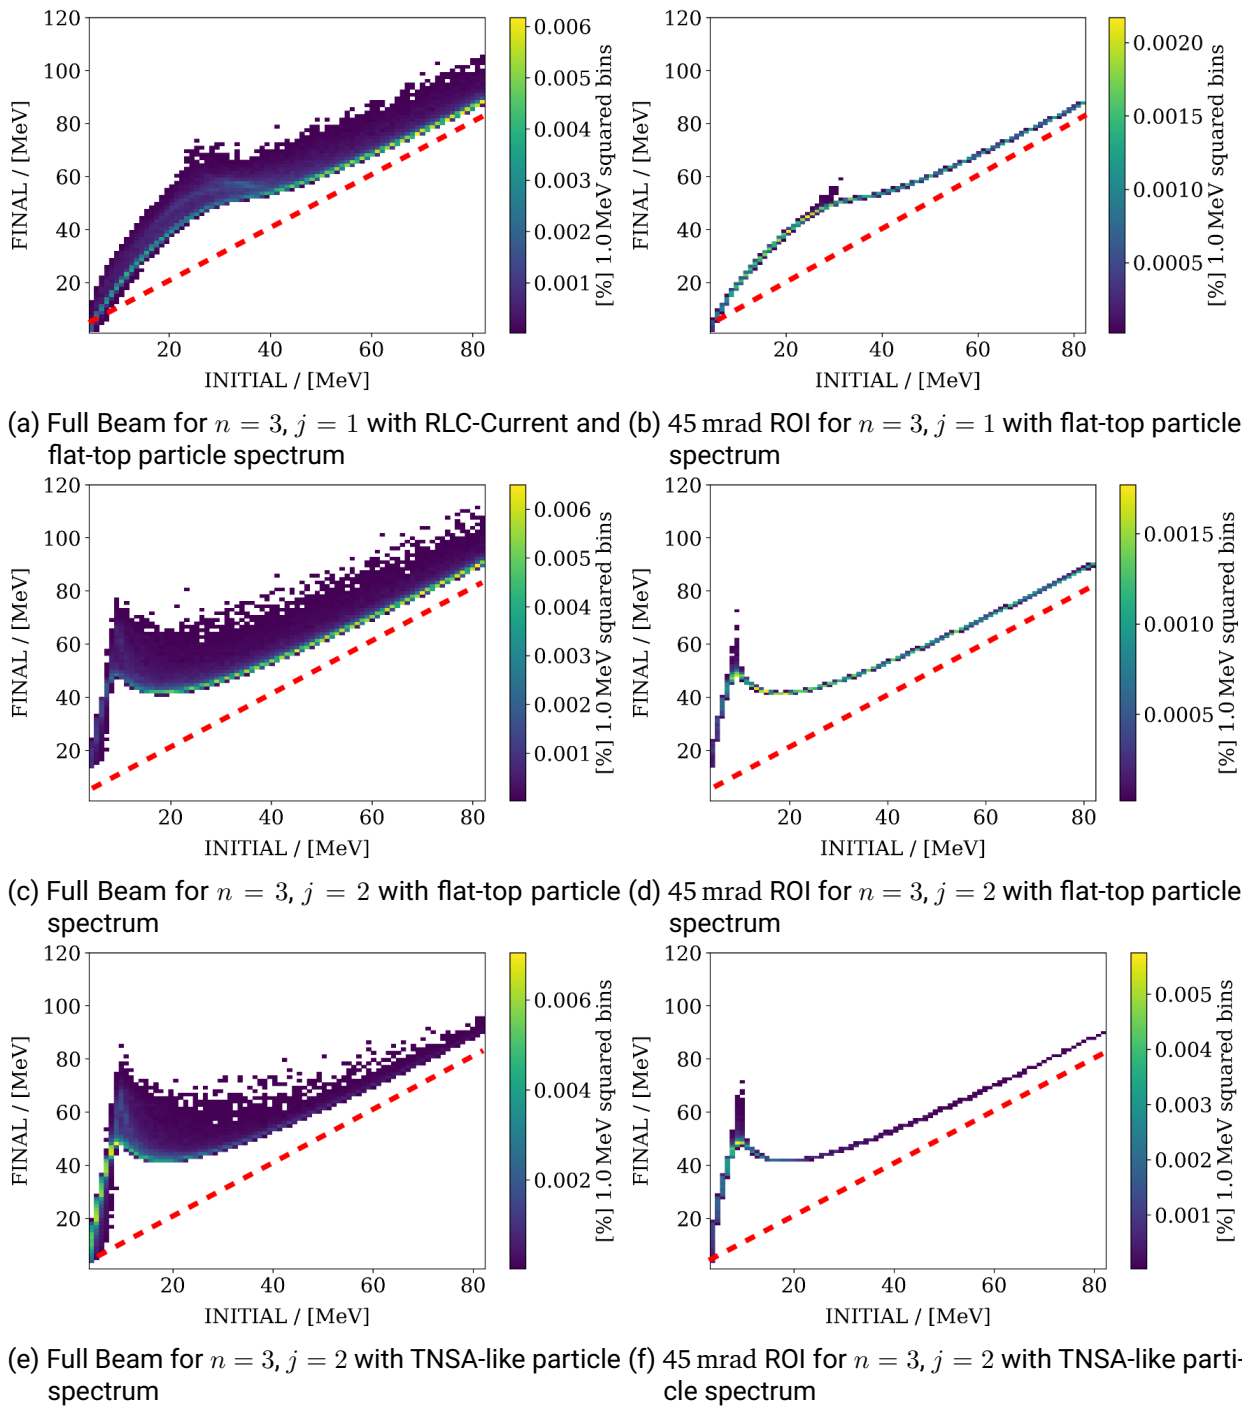 120
100
80
60
40
20
FINAL / [MeV]
20 40 60 80
INITIAL / [MeV]
0.006
0.005
0.004
0.003
0.002
0.001
[%] 1.0 MeV squared bins
120
100
80
60
40
20
FINAL / [MeV]
20 40 60 80
INITIAL / [MeV]
0.0020
0.0015
0.0010
0.0005
[%] 1.0 MeV squared bins
(a) Full Beam for n = 3, j = 1 with RLC-Current and
flat-top particle spectrum
(b) 45 mrad ROI for n = 3, j = 1 with flat-top particle
spectrum
120
100
80
60
40
20
FINAL / [MeV]
20 40 60 80
INITIAL / [MeV]
0.006
0.005
0.004
0.003
0.002
0.001
[%] 1.0 MeV squared bins
120
100
80
60
40
20
FINAL / [MeV]
20 40 60 80
INITIAL / [MeV]
0.0015
0.0010
0.0005
[%] 1.0 MeV squared bins
(c) Full Beam for n = 3, j = 2 with flat-top particle
spectrum
(d) 45 mrad ROI for n = 3, j = 2 with flat-top particle
spectrum
120
100
80
60
40
20
FINAL / [MeV]
20 40 60 80
INITIAL / [MeV]
0.006
0.004
0.002
[%] 1.0 MeV squared bins
120
100
80
60
40
20
FINAL / [MeV]
20 40 60 80
INITIAL / [MeV]
0.005
0.004
0.003
0.002
0.001
[%] 1.0 MeV squared bins
(e) Full Beam for n = 3, j = 2 with TNSA-like particle
spectrum
(f) 45 mrad ROI for n = 3, j = 2 with TNSA-like parti-
cle spectrum